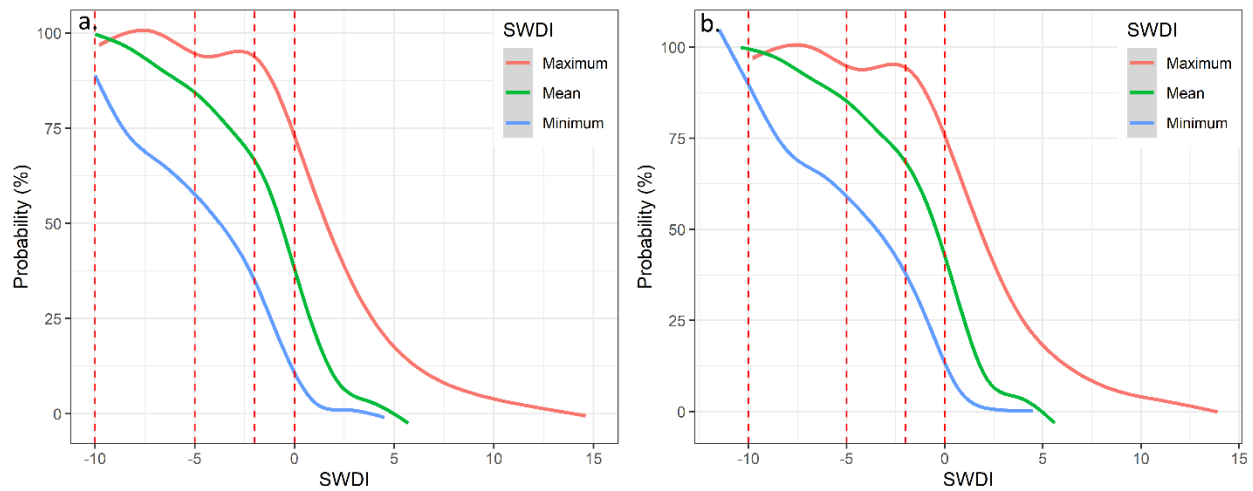 a.
SWDI
Maximum
Mean
Minimum
Probability (%)
100
75
50
25
0
-10 -5 0 5 10 15
SWDI
b.
SWDI
Maximum
Mean
Minimum
Probability (%)
100
75
50
25
0
-10 -5 0 5 10 15
SWDI